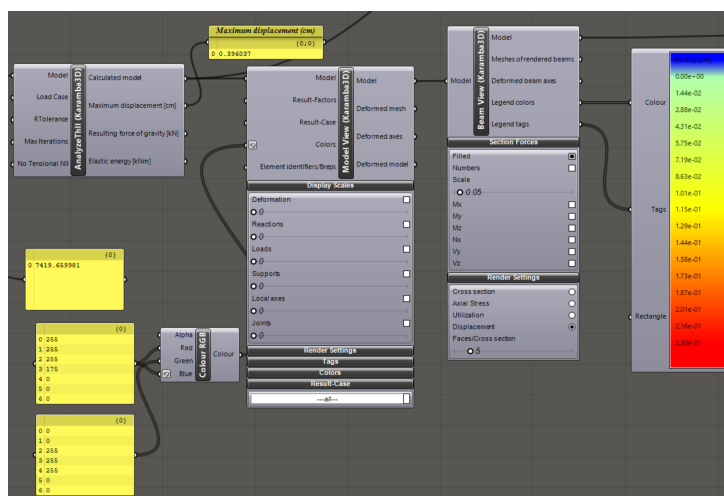 Maximum displacement (cm)
{0;0}
0 0.396037
Model
Load Case
RTolerance
Max Iterations
No Tensional NII
AnalyzeThII (Karamba3D)
Calculated model
Maximum displacement [cm]
Resulting force of gravity [kN]
Elastic energy [kNm]
Model
Result-Factors
Result-Case
Colors
Element identifiers/Breps
Model View (Karamba3D)
Model
Deformed mesh
Deformed axes
Deformed model
Display Scales
Deformation
0
Reactions
0
Loads
0
Supports
0
Local axes
0
Joints
0
Render Settings
Tags
Colors
Result-Case
---all---
Model
Beam View (Karamba3D)
Model
Meshes of rendered beams
Deformed beam axes
Legend colors
Legend tags
Section Forces
Filled
Numbers
Scale
0.05
Mx
My
Mz
Nx
Vy
Vz
Render Settings
Cross section
Axial Stress
Utilization
Displacement
Faces/Cross section
5
Colour
Tags
Rectangle
0.00e+00
1.44e-02
2.88e-02
4.31e-02
5.75e-02
7.19e-02
8.63e-02
1.01e-01
1.15e-01
1.29e-01
1.44e-01
1.58e-01
1.73e-01
1.87e-01
2.01e-01
2.16e-01
2.30e-01
{0}
0 7419.659981
{0}
0 255
1 255
2 255
3 175
4 0
5 0
6 0
Alpha
Red
Green
Blue
Colour RGB
Colour
{0}
0 0
1 0
2 255
3 255
4 255
5 0
6 0